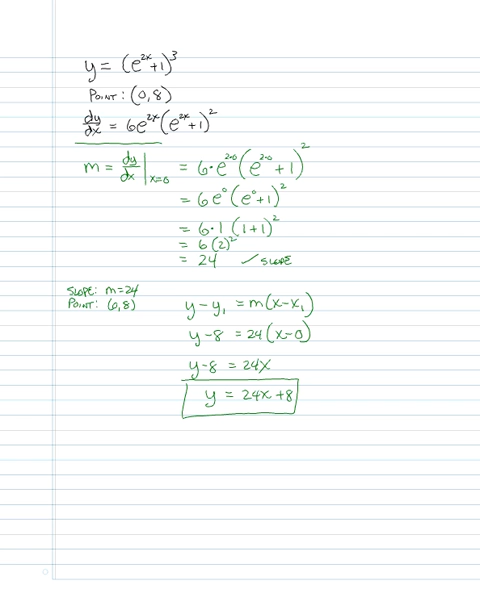 y = (e^{2x}+1)^3
POINT: (0,8)
dy/dx = 6e^{2x}(e^{2x}+1)^2
m = dy/dx |_{x=0} = 6·e^{2·0}(e^{2·0}+1)^2
= 6e^0(e^0+1)^2
= 6·1(1+1)^2
= 6(2)^2
= 24 ✓ SLOPE
SLOPE: m=24
POINT: (0,8)
y-y_1 = m(x-x_1)
y-8 = 24(x-0)
y-8 = 24x
y = 24x+8